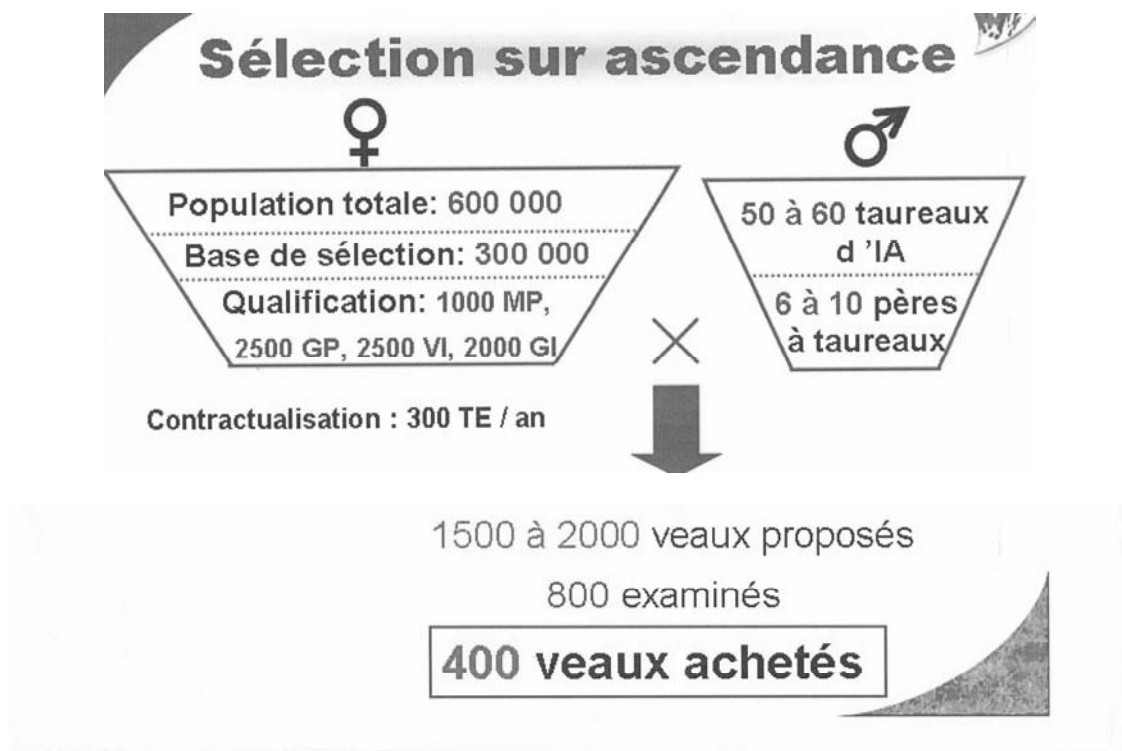 Sélection sur ascendance
Population totale: 600 000
Base de sélection: 300 000
Qualification: 1000 MP,
2500 GP, 2500 VI, 2000 GI
50 à 60 taureaux
d 'IA
6 à 10 pères
à taureaux
Contractualisation : 300 TE / an
1500 à 2000 veaux proposés
800 examinés
400 veaux achetés